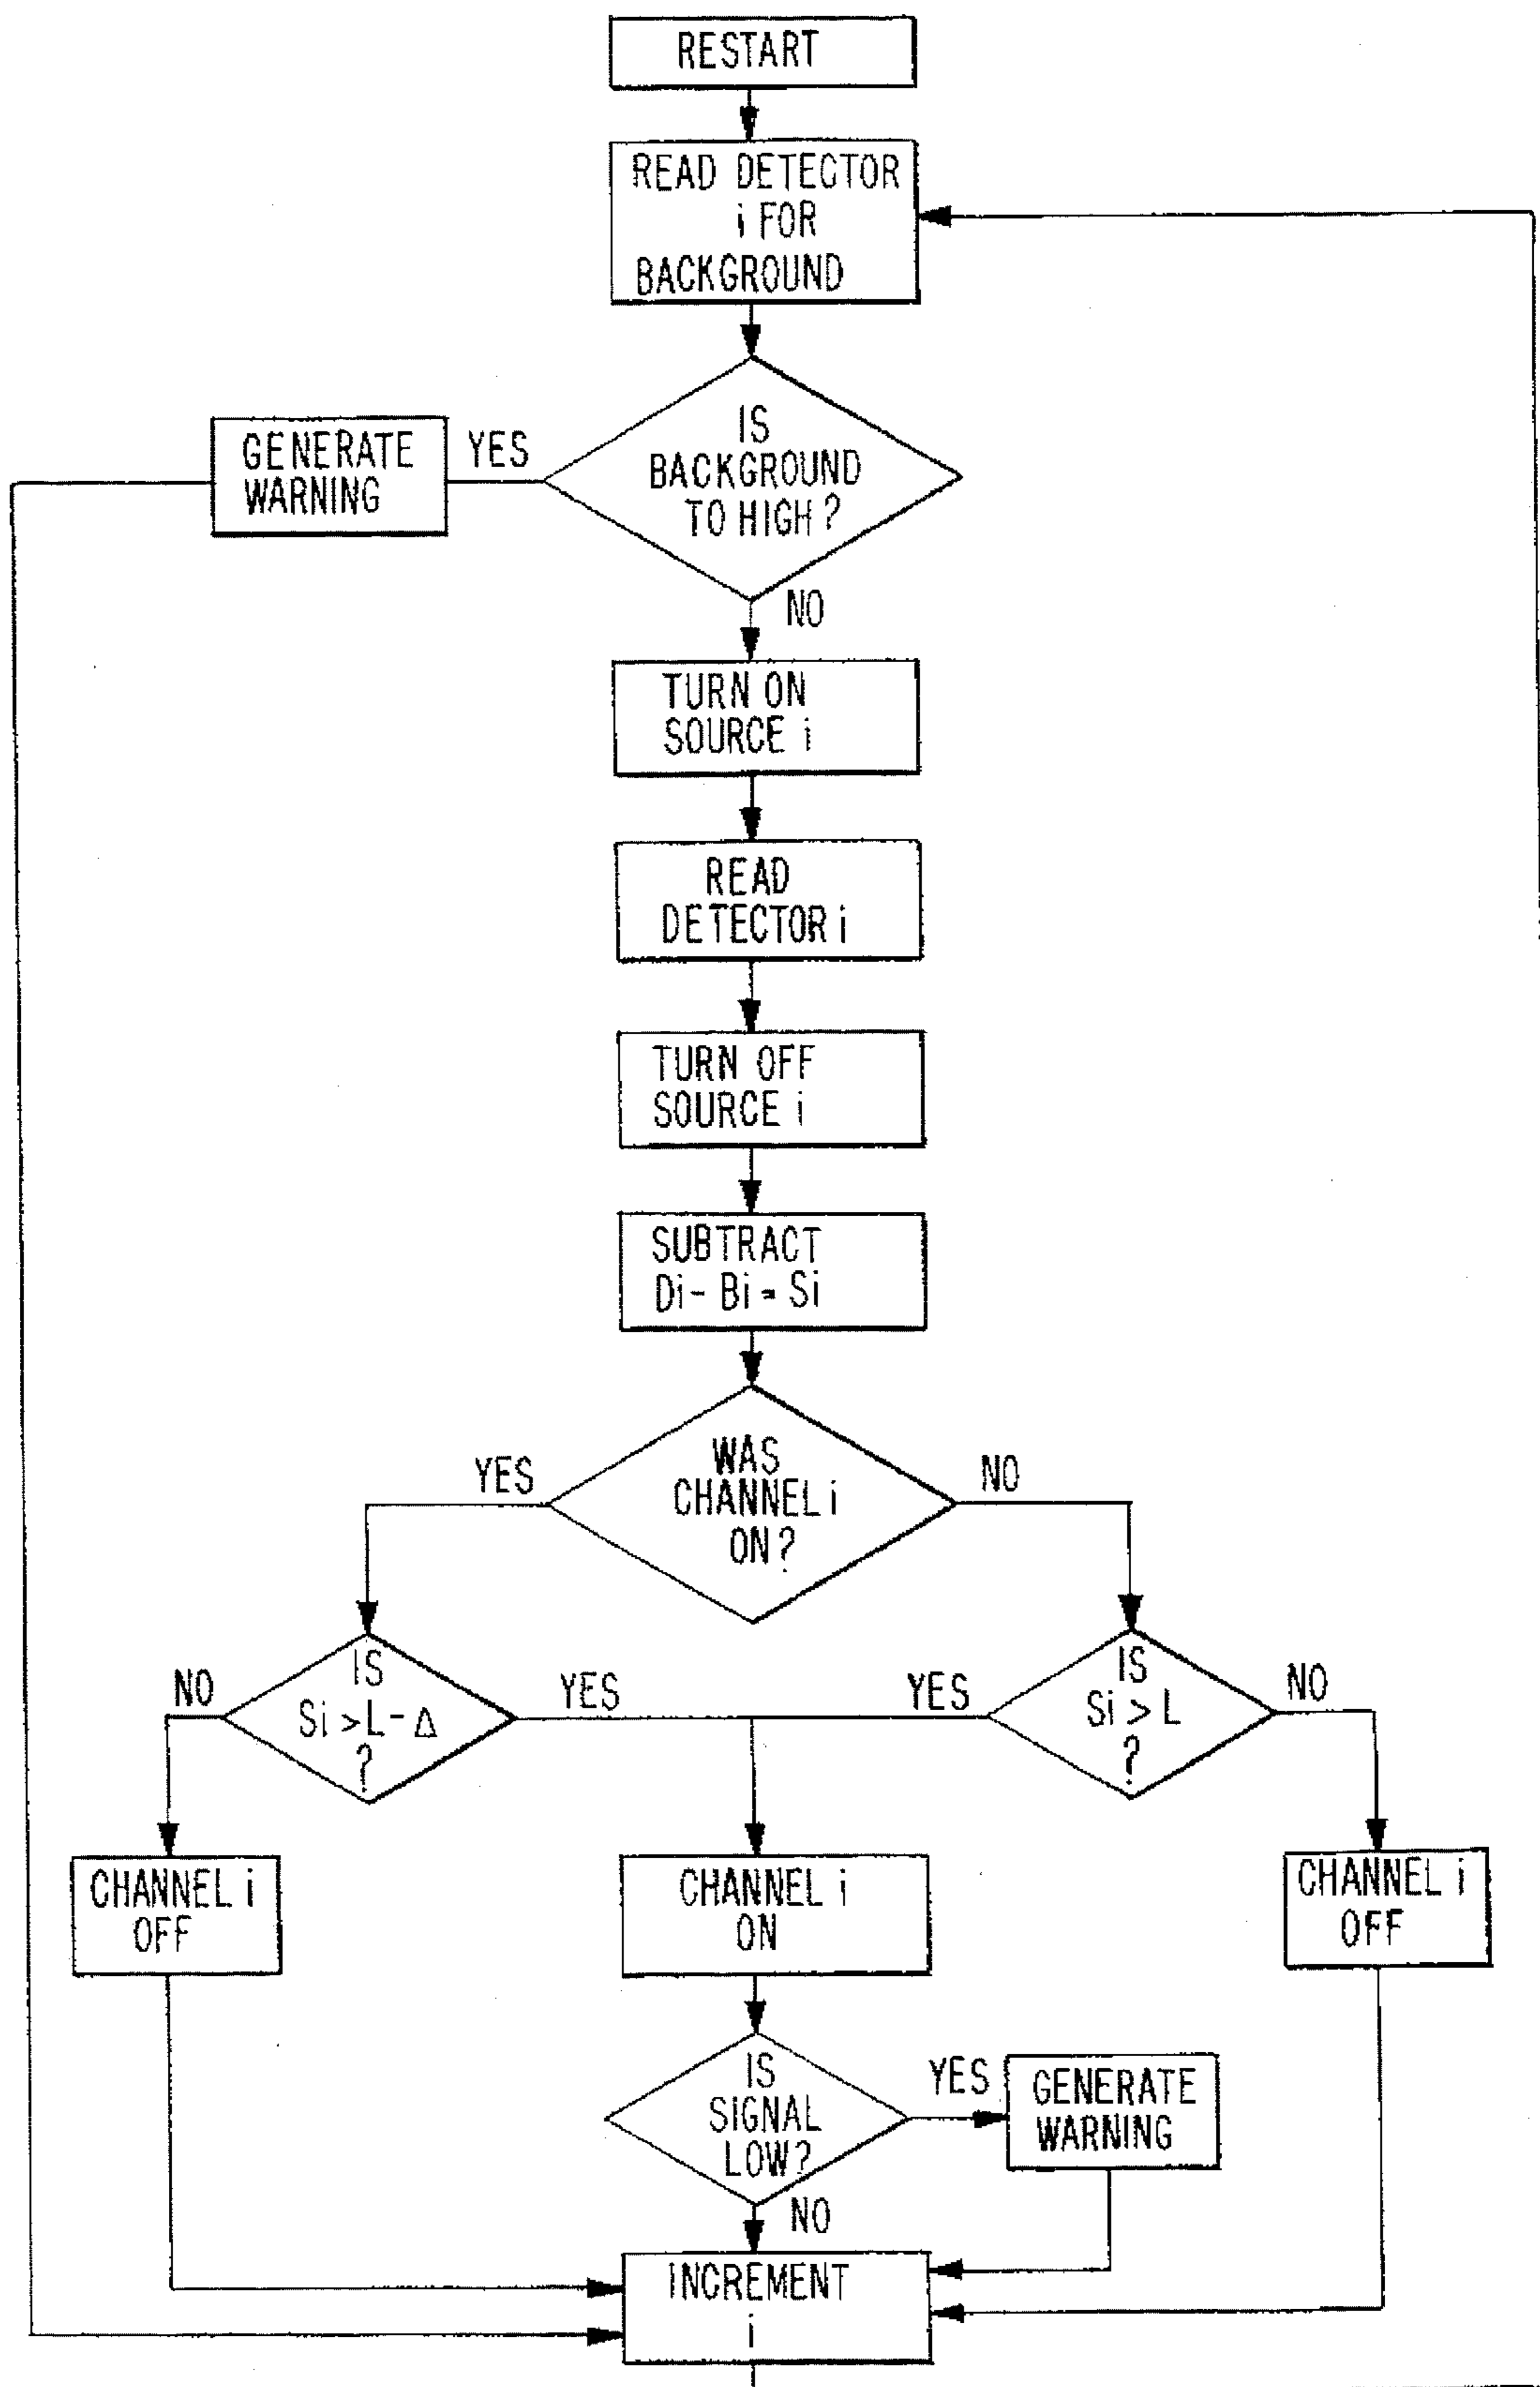 RESTART
READ DETECTOR
i FOR
BACKGROUND
IS
BACKGROUND
TO HIGH?
YES
GENERATE
WARNING
NO
TURN ON
SOURCE i
READ
DETECTOR i
TURN OFF
SOURCE i
SUBTRACT
Di - Bi = Si
WAS
CHANNEL i
ON?
YES
NO
IS
Si > L - Δ
?
NO
YES
IS
Si > L
?
YES
NO
CHANNEL i
OFF
CHANNEL i
ON
CHANNEL i
OFF
IS
SIGNAL
LOW?
YES
GENERATE
WARNING
NO
INCREMENT
i